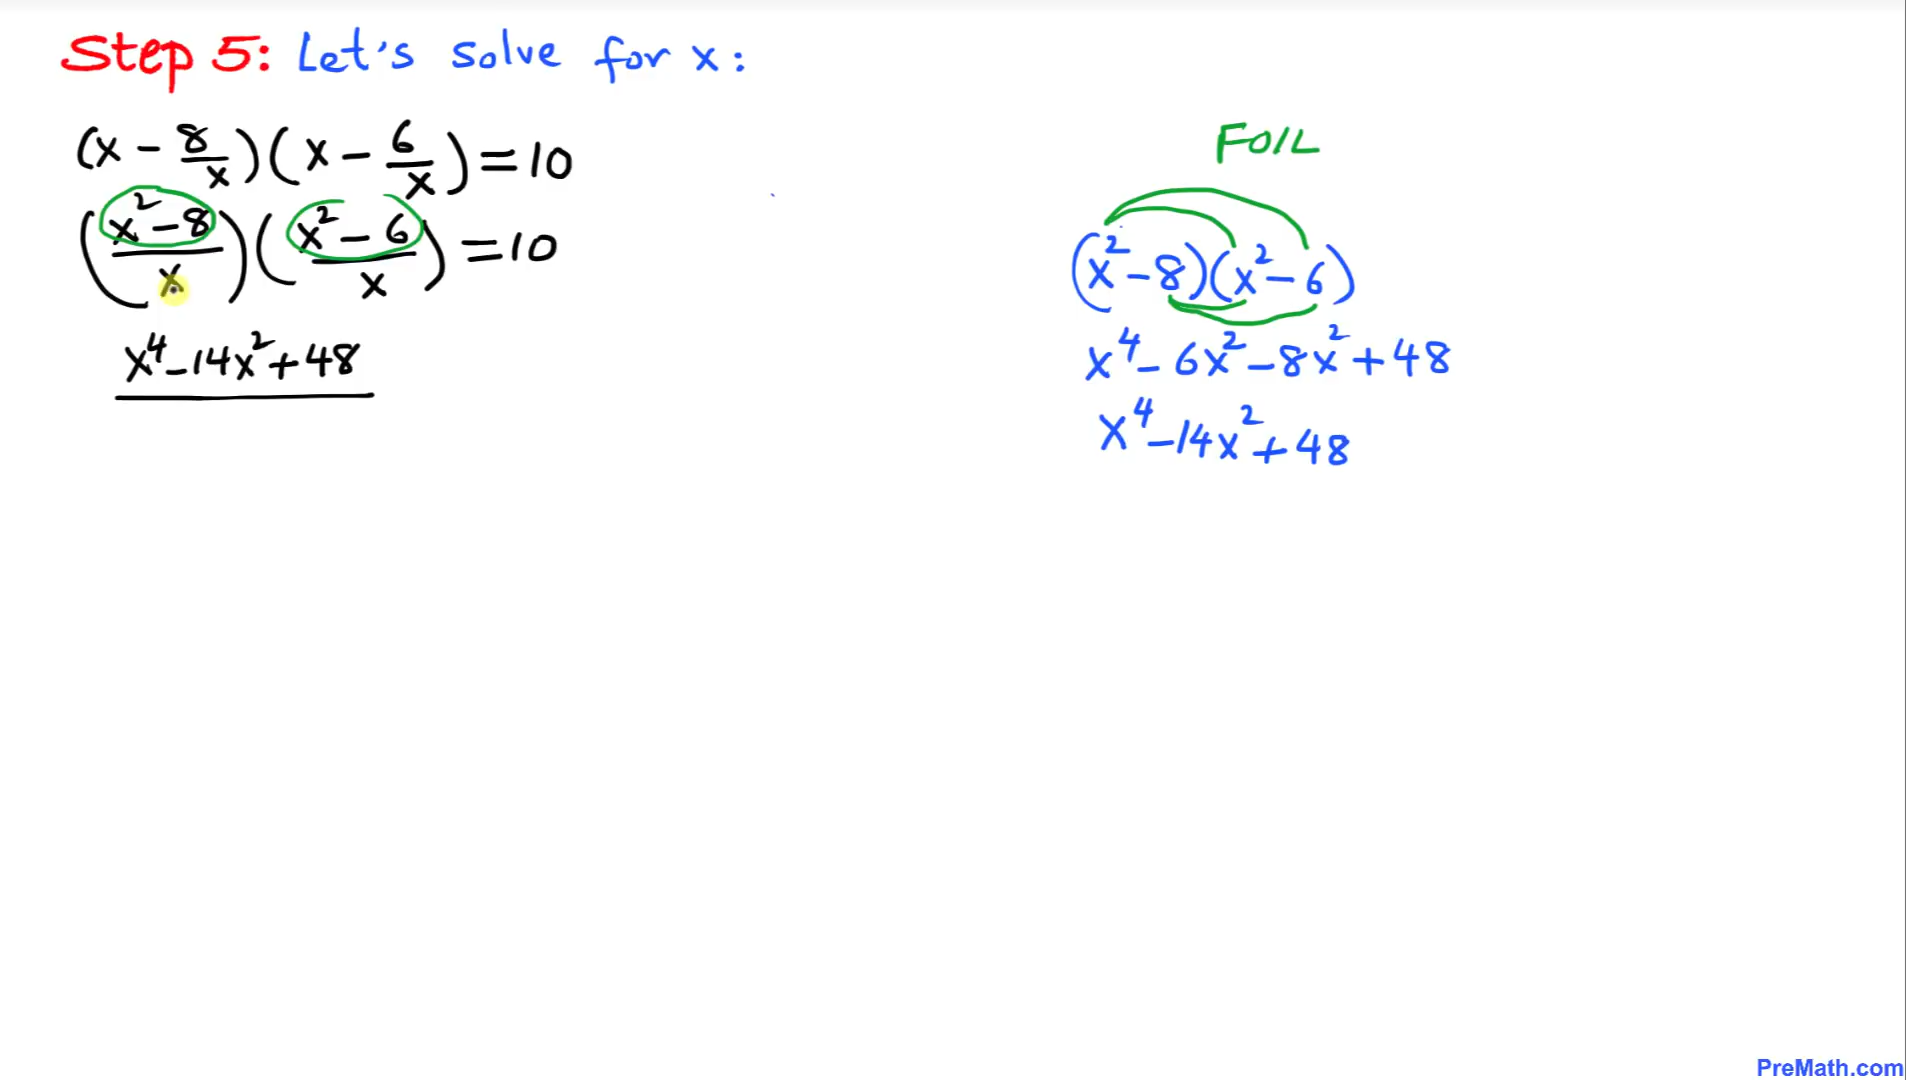 Step 5: Let's solve for x:
(x - 8/x)(x - 6/x) = 10
((x² - 8)/x)((x² - 6)/x) = 10
x⁴ - 14x² + 48
FOIL
(x² - 8)(x² - 6)
x⁴ - 6x² - 8x² + 48
x⁴ - 14x² + 48
PreMath.com